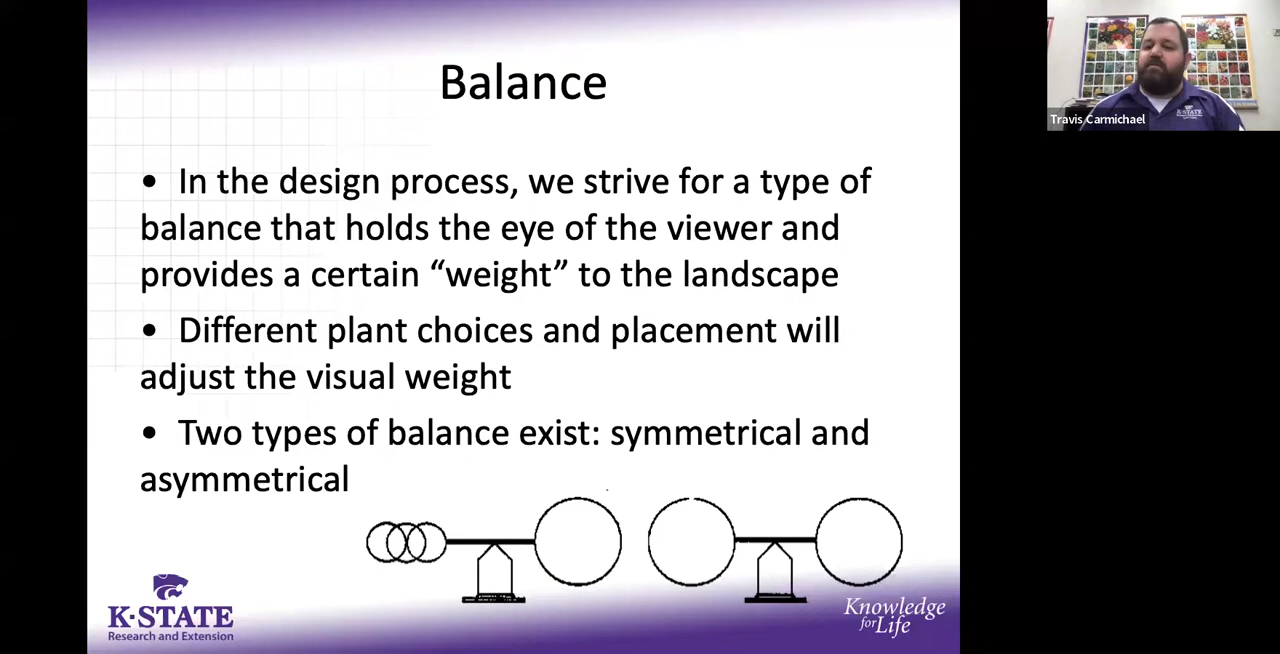 Balance
• In the design process, we strive for a type of
balance that holds the eye of the viewer and
provides a certain “weight” to the landscape
• Different plant choices and placement will
adjust the visual weight
• Two types of balance exist: symmetrical and
asymmetrical
K-STATE
Research and Extension
Knowledge
for Life
Travis Carmichael
K-STATE